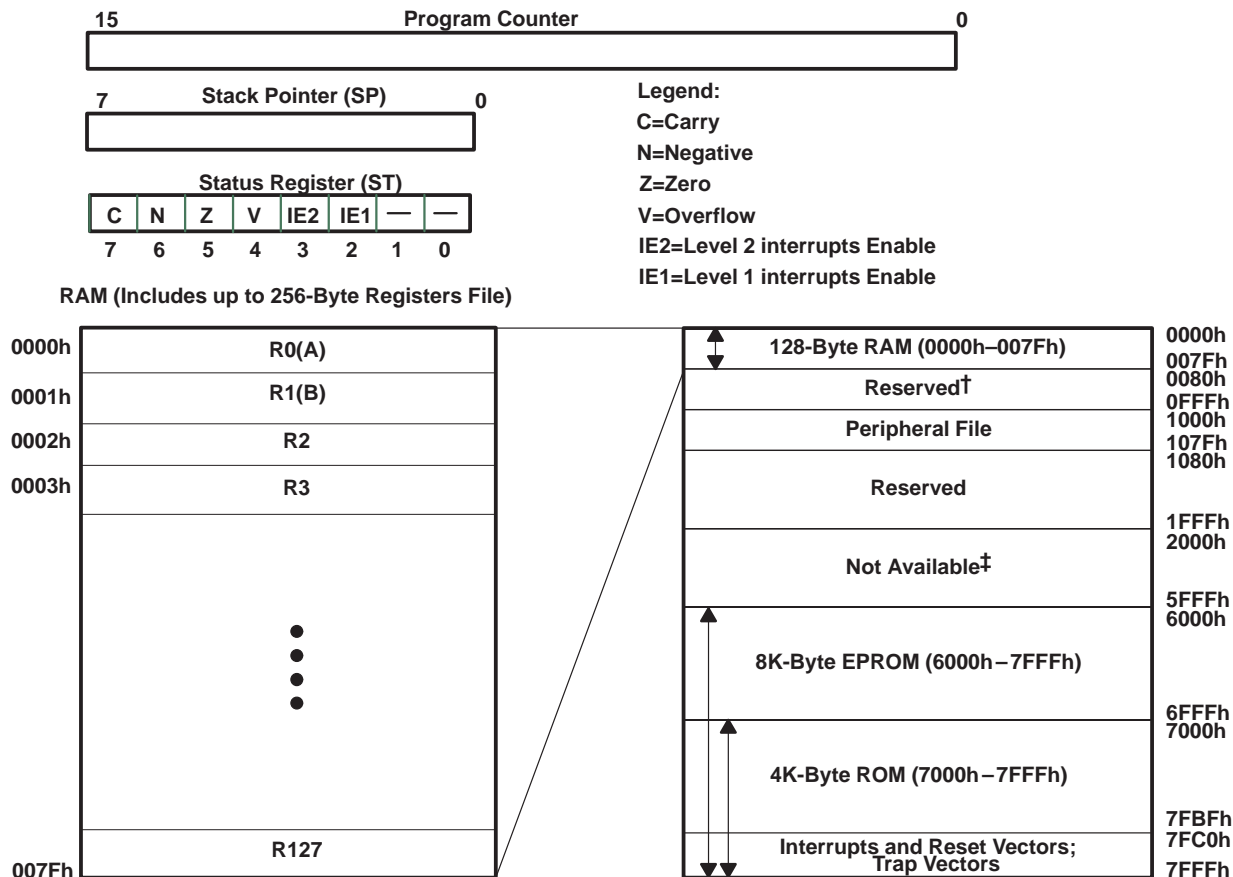 15 Program Counter 0
7 Stack Pointer (SP) 0
Status Register (ST)
C N Z V IE2 IE1 — —
7 6 5 4 3 2 1 0
Legend:
C=Carry
N=Negative
Z=Zero
V=Overflow
IE2=Level 2 interrupts Enable
IE1=Level 1 interrupts Enable
RAM (Includes up to 256-Byte Registers File)
0000h R0(A)
0001h R1(B)
0002h R2
0003h R3
R127
007Fh
128-Byte RAM (0000h–007Fh)
0000h
007Fh
Reserved†
0080h
0FFFh
Peripheral File
1000h
107Fh
Reserved
1080h
1FFFh
Not Available‡
2000h
5FFFh
8K-Byte EPROM (6000h–7FFFh)
6000h
6FFFh
4K-Byte ROM (7000h–7FFFh)
7000h
7FBFh
Interrupts and Reset Vectors;
Trap Vectors
7FC0h
7FFFh